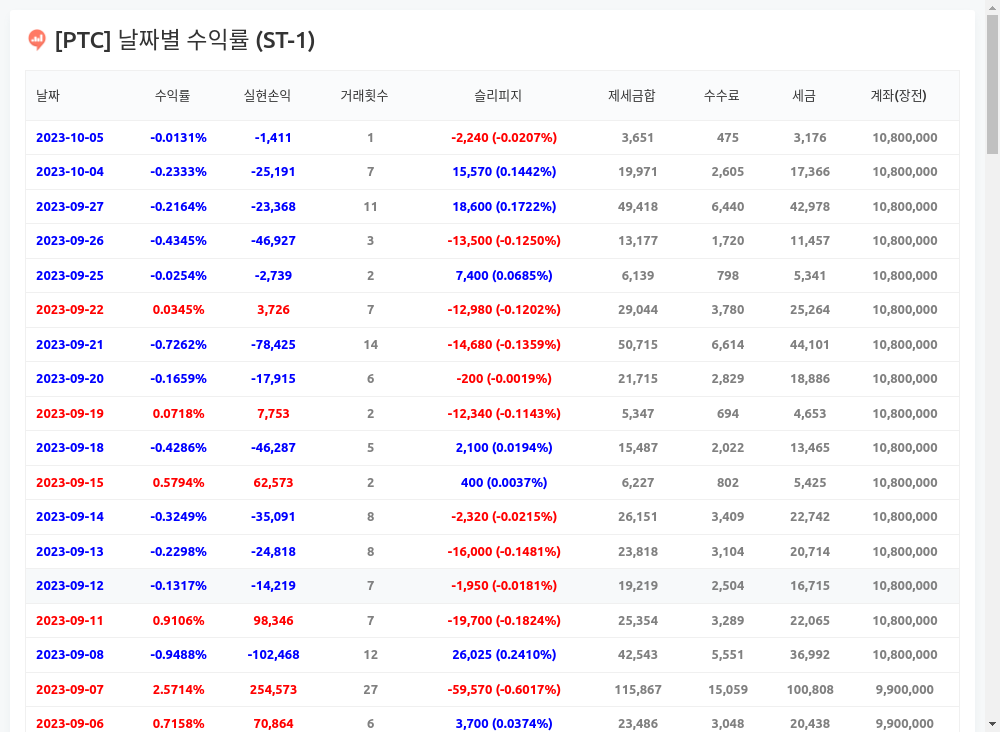 [PTC] 날짜별 수익률 (ST-1)
날짜 수익률 실현손익 거래횟수 슬리피지 제세금합 수수료 세금 계좌(장전)
2023-10-05 -0.0131% -1,411 1 -2,240 (-0.0207%) 3,651 475 3,176 10,800,000
2023-10-04 -0.2333% -25,191 7 15,570 (0.1442%) 19,971 2,605 17,366 10,800,000
2023-09-27 -0.2164% -23,368 11 18,600 (0.1722%) 49,418 6,440 42,978 10,800,000
2023-09-26 -0.4345% -46,927 3 -13,500 (-0.1250%) 13,177 1,720 11,457 10,800,000
2023-09-25 -0.0254% -2,739 2 7,400 (0.0685%) 6,139 798 5,341 10,800,000
2023-09-22 0.0345% 3,726 7 -12,980 (-0.1202%) 29,044 3,780 25,264 10,800,000
2023-09-21 -0.7262% -78,425 14 -14,680 (-0.1359%) 50,715 6,614 44,101 10,800,000
2023-09-20 -0.1659% -17,915 6 -200 (-0.0019%) 21,715 2,829 18,886 10,800,000
2023-09-19 0.0718% 7,753 2 -12,340 (-0.1143%) 5,347 694 4,653 10,800,000
2023-09-18 -0.4286% -46,287 5 2,100 (0.0194%) 15,487 2,022 13,465 10,800,000
2023-09-15 0.5794% 62,573 2 400 (0.0037%) 6,227 802 5,425 10,800,000
2023-09-14 -0.3249% -35,091 8 -2,320 (-0.0215%) 26,151 3,409 22,742 10,800,000
2023-09-13 -0.2298% -24,818 8 -16,000 (-0.1481%) 23,818 3,104 20,714 10,800,000
2023-09-12 -0.1317% -14,219 7 -1,950 (-0.0181%) 19,219 2,504 16,715 10,800,000
2023-09-11 0.9106% 98,346 7 -19,700 (-0.1824%) 25,354 3,289 22,065 10,800,000
2023-09-08 -0.9488% -102,468 12 26,025 (0.2410%) 42,543 5,551 36,992 10,800,000
2023-09-07 2.5714% 254,573 27 -59,570 (-0.6017%) 115,867 15,059 100,808 9,900,000
2023-09-06 0.7158% 70,864 6 3,700 (0.0374%) 23,486 3,048 20,438 9,900,000